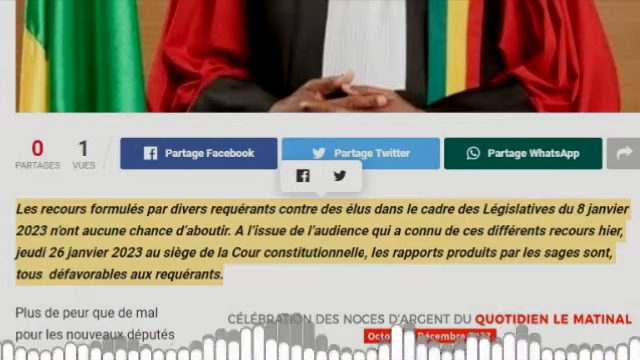 0
PARTAGES
1
VUES
Partage Facebook
Partage Twitter
Partage WhatsApp
Les recours formulés par divers requérants contre des élus dans le cadre des Législatives du 8 janvier
2023 n'ont aucune chance d'aboutir. A l'issue de l'audience qui a connu de ces différents recours hier,
jeudi 26 janvier 2023 au siège de la Cour constitutionnelle, les rapports produits par les sages sont,
tous défavorables aux requérants.
Plus de peur que de mal
pour les nouveaux députés
CÉLÉBRATION DES NOCES D'ARGENT DU QUOTIDIEN LE MATINAL